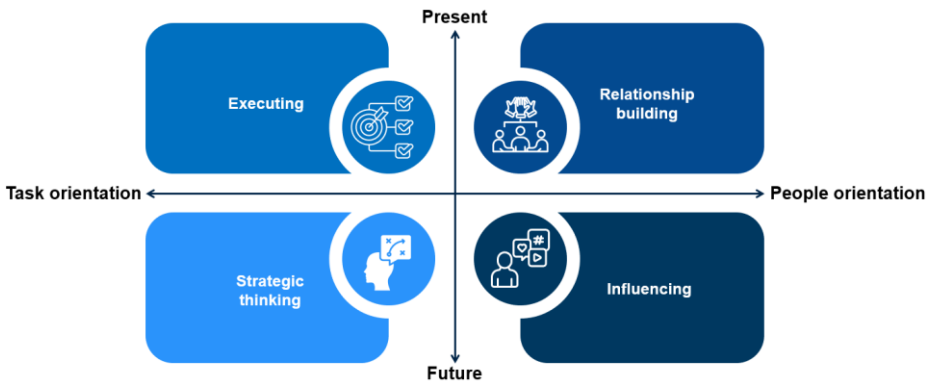 Present
Executing
Relationship
building
Task orientation
People orientation
Strategic
thinking
Influencing
Future